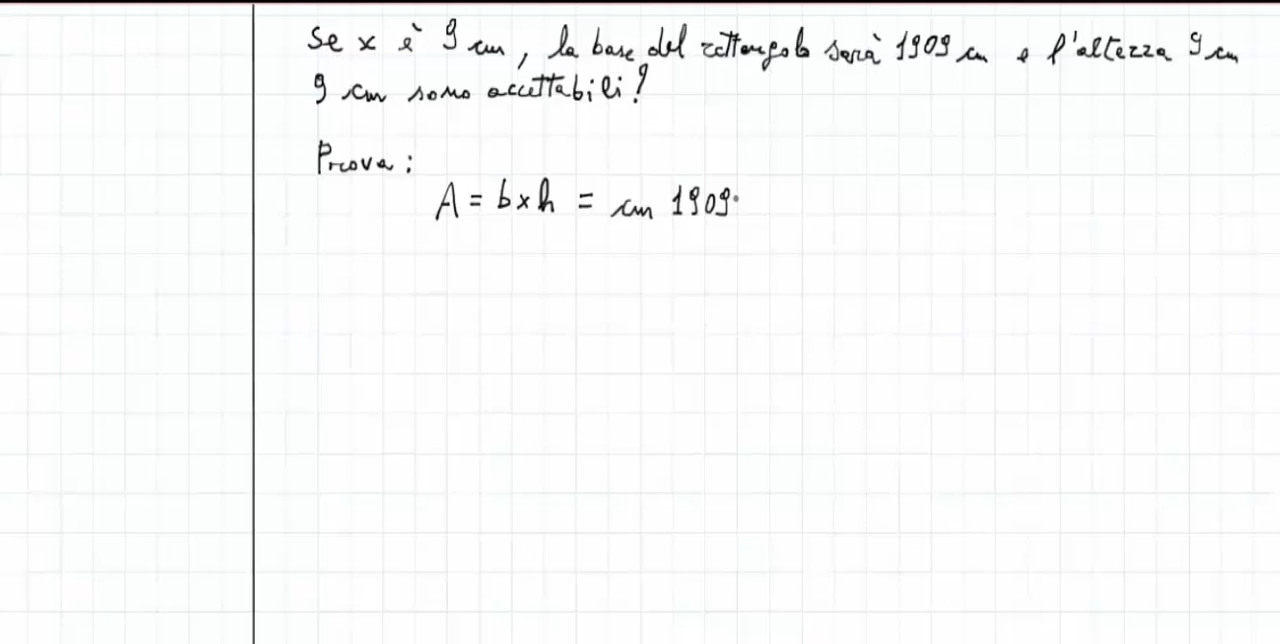 Se x è 9 cm, la base del rettangolo sarà 1909 cm e l'altezza 9 cm
9 cm sono accettabili?
Prova:
A = b x h = cm 1909·